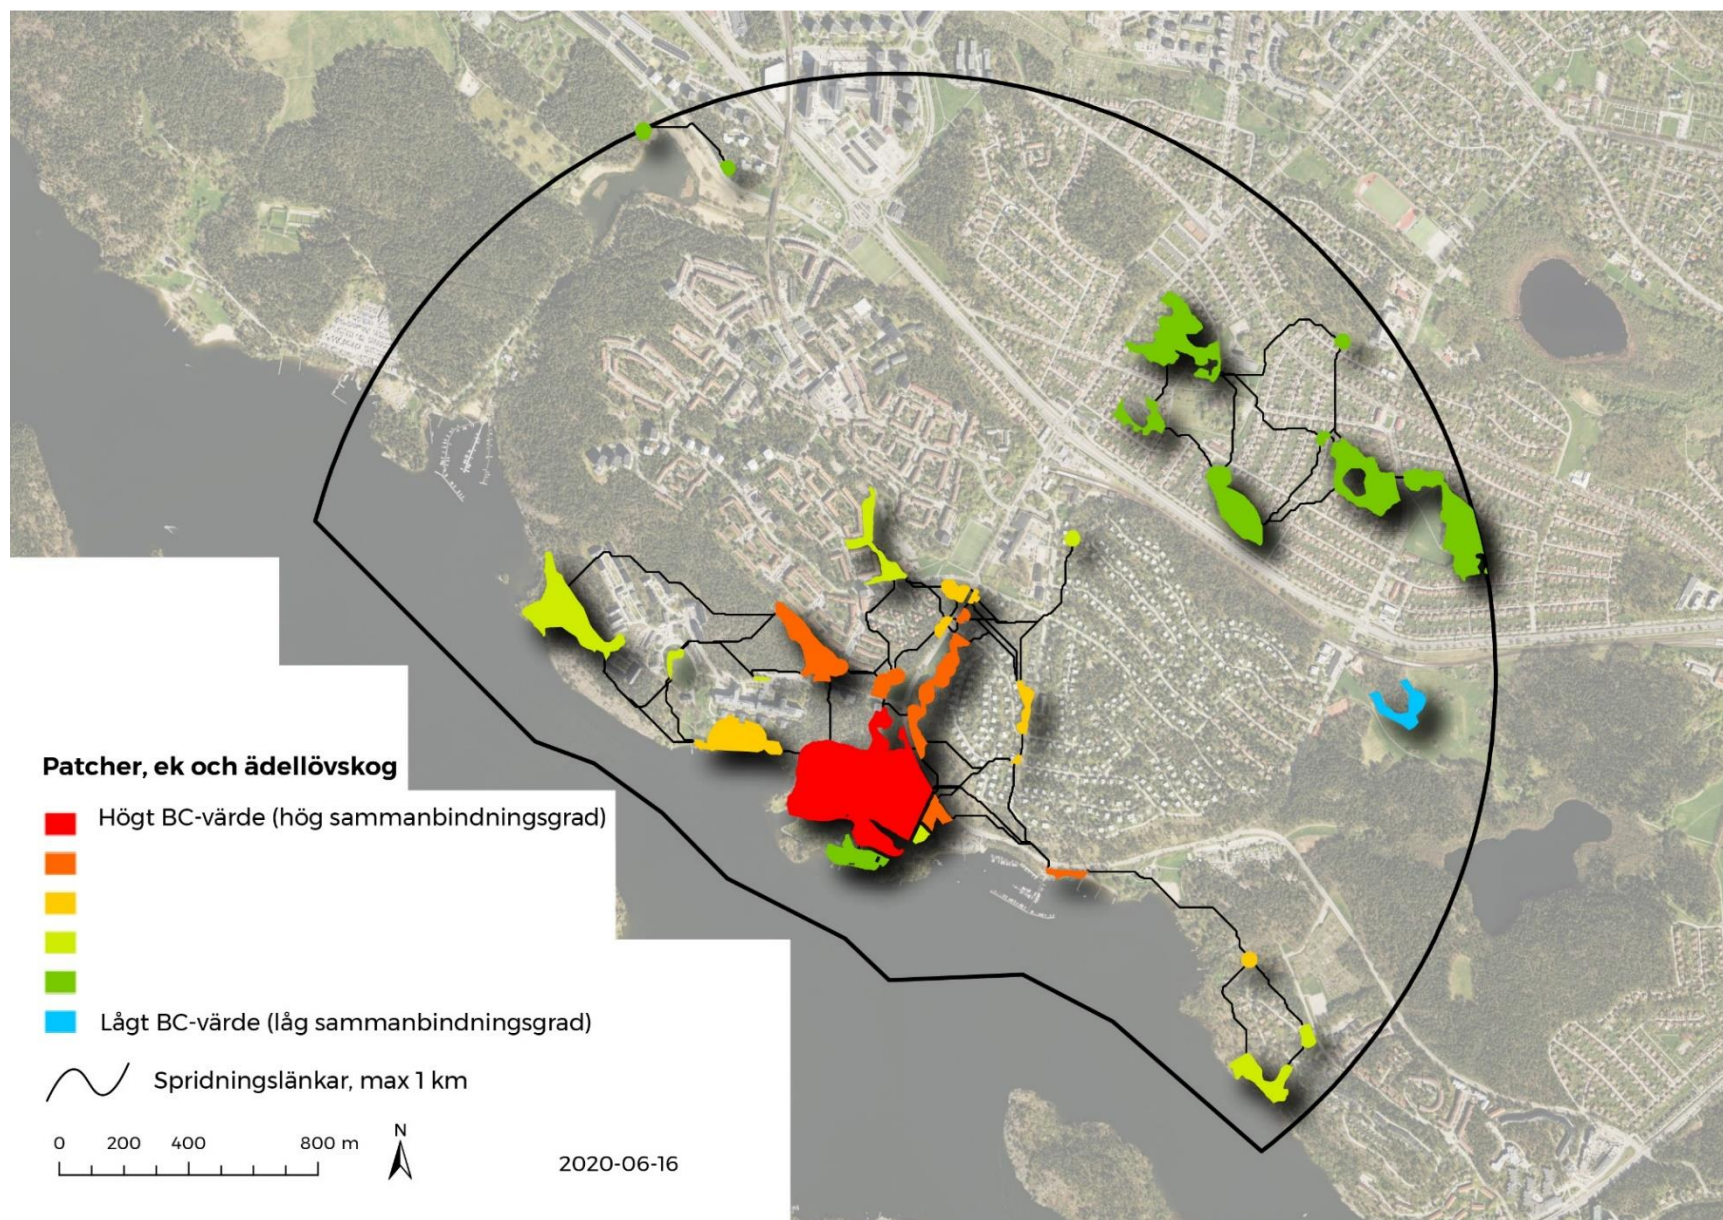 Patcher, ek och ädellövskog
Högt BC-värde (hög sammanbindningsgrad)
Lågt BC-värde (låg sammanbindningsgrad)
Spridningslänkar, max 1 km
0 200 400 800 m
N
2020-06-16